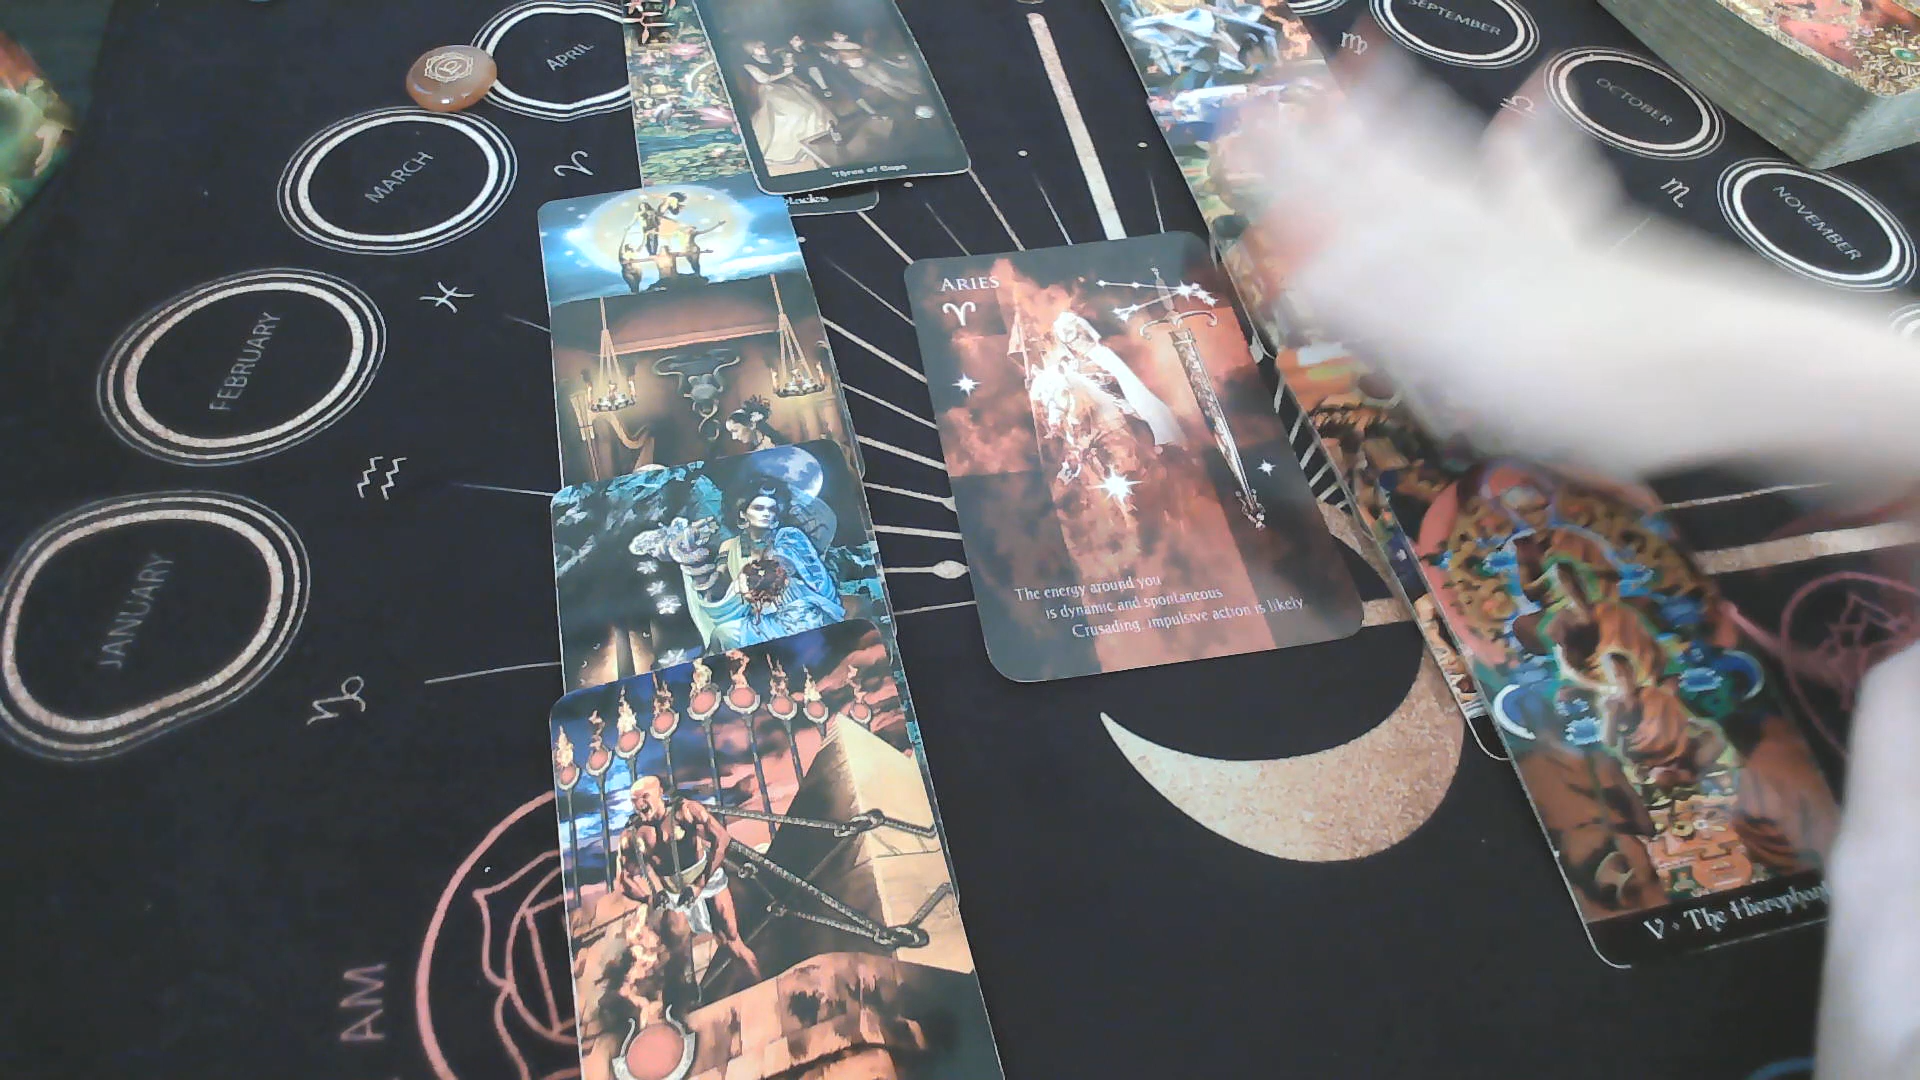 SEPTEMBER
APRIL
OCTOBER
MARCH
Three of Cups
NOVEMBER
ARIES
FEBRUARY
The energy around you
is dynamic and spontaneous
Crusading, impulsive action is likely
JANUARY
V • The Hierophant
AM